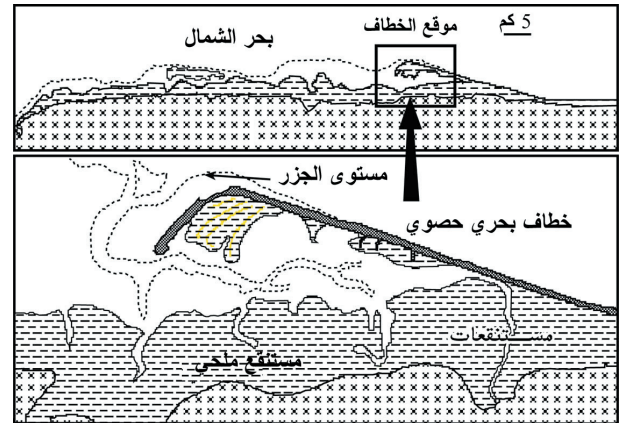 موقع الخطاف
5 كم
بحر الشمال
مستوى الجزر
خطاف بحري حصوي
مستنقعات
مستنقع ملحي